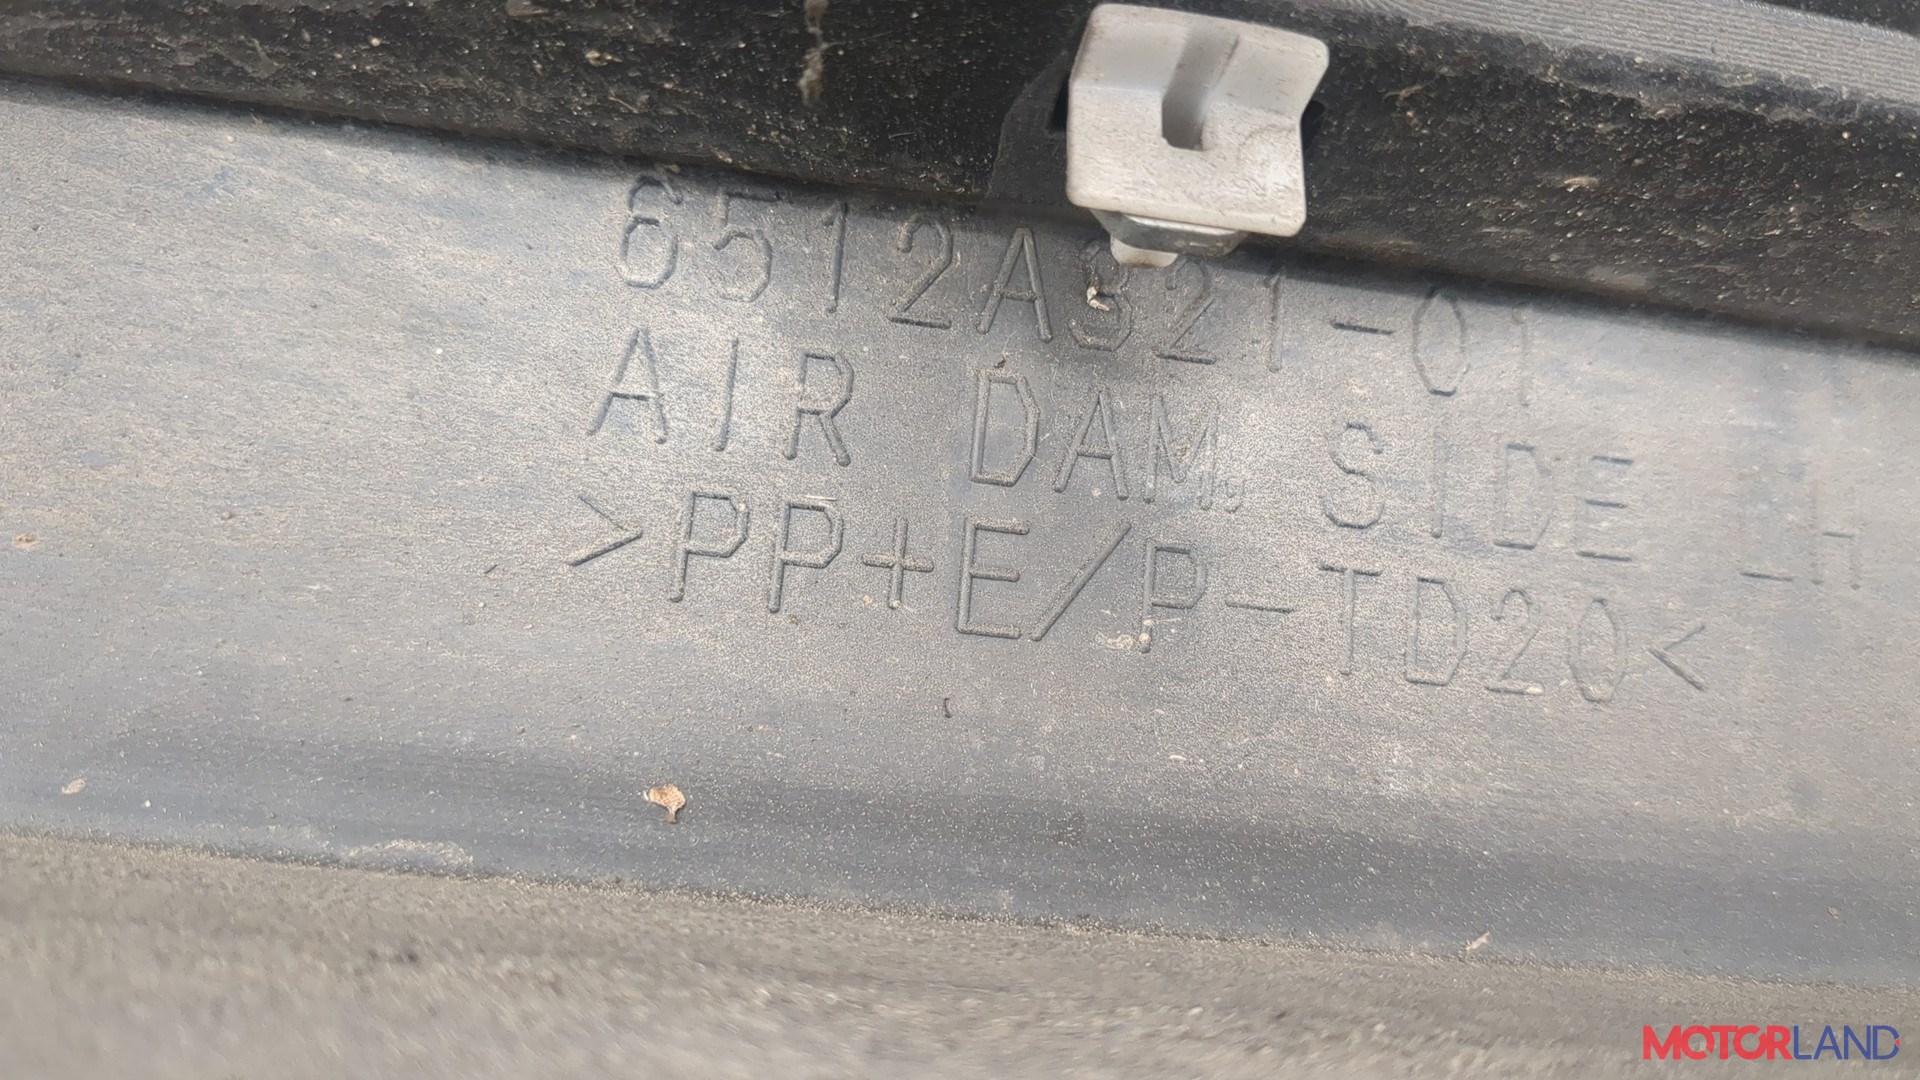 6512A321-01
AIR DAM, SIDE LH
>PP+E/P-TD20<
MOTORLAND